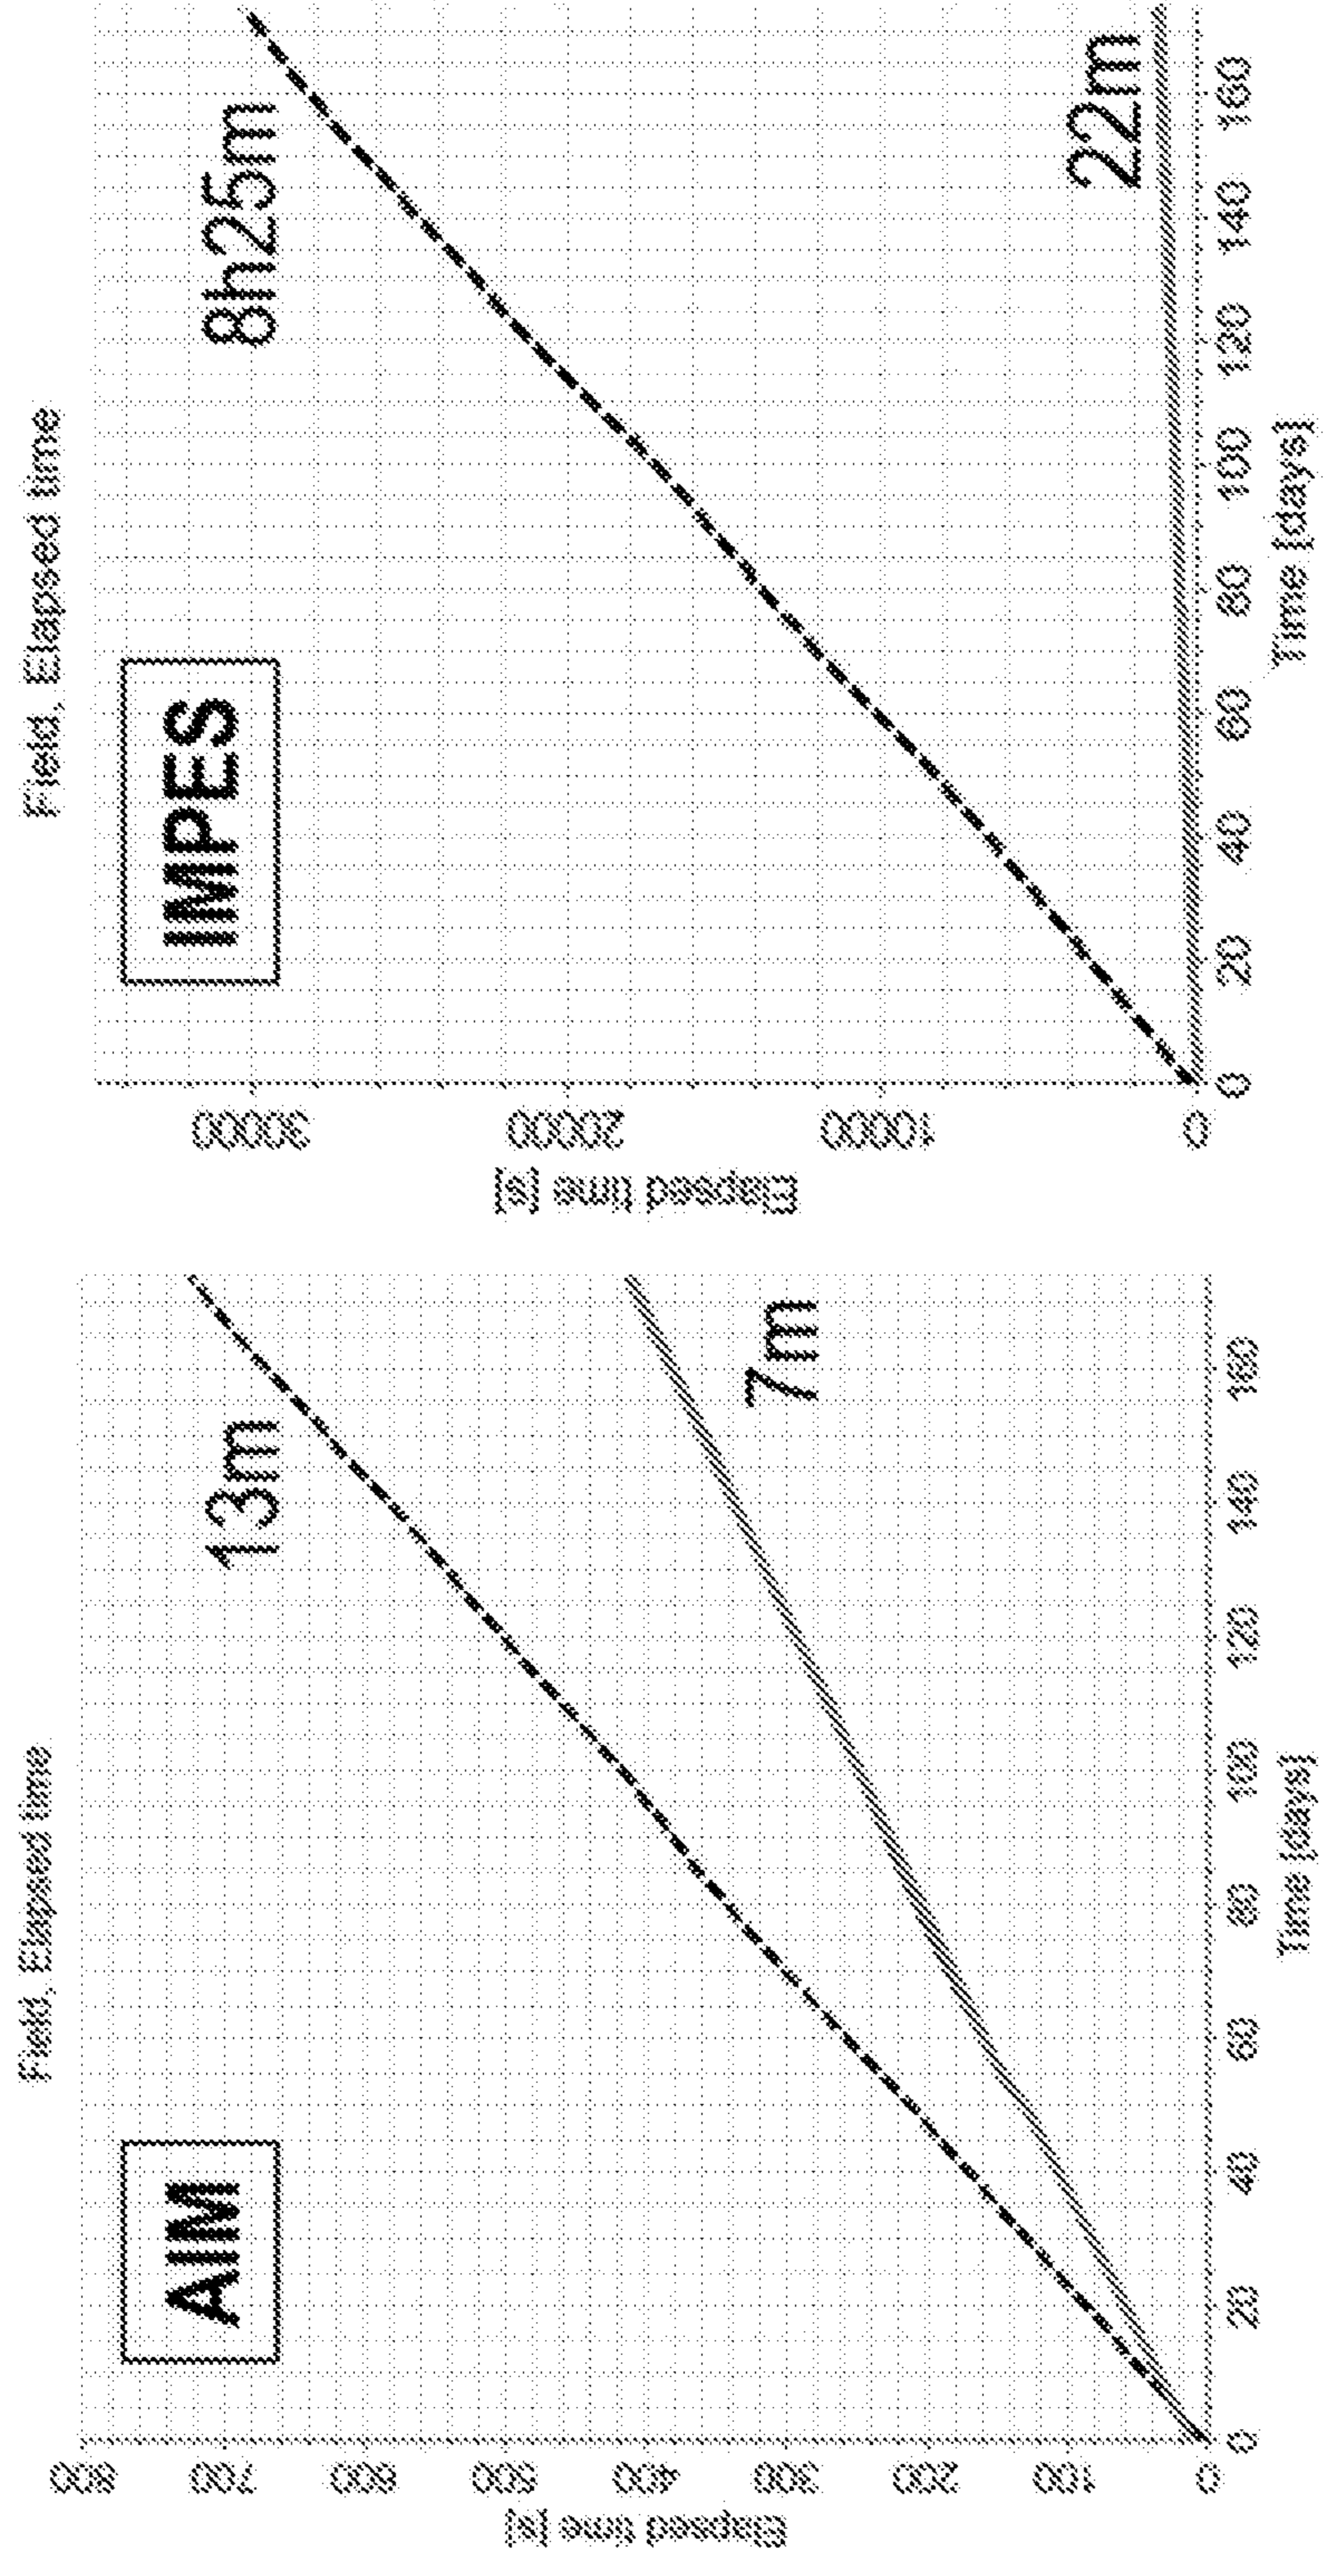 Field, Elapsed time
AIM
Elapsed time [s]
800
700
600
500
400
300
200
100
0
13m
7m
0 20 40 60 80 100 120 140 160
Time [days]
Field, Elapsed time
IMPES
Elapsed time [s]
30000
20000
10000
0
8h25m
22m
0 20 40 60 80 100 120 140 160
Time [days]